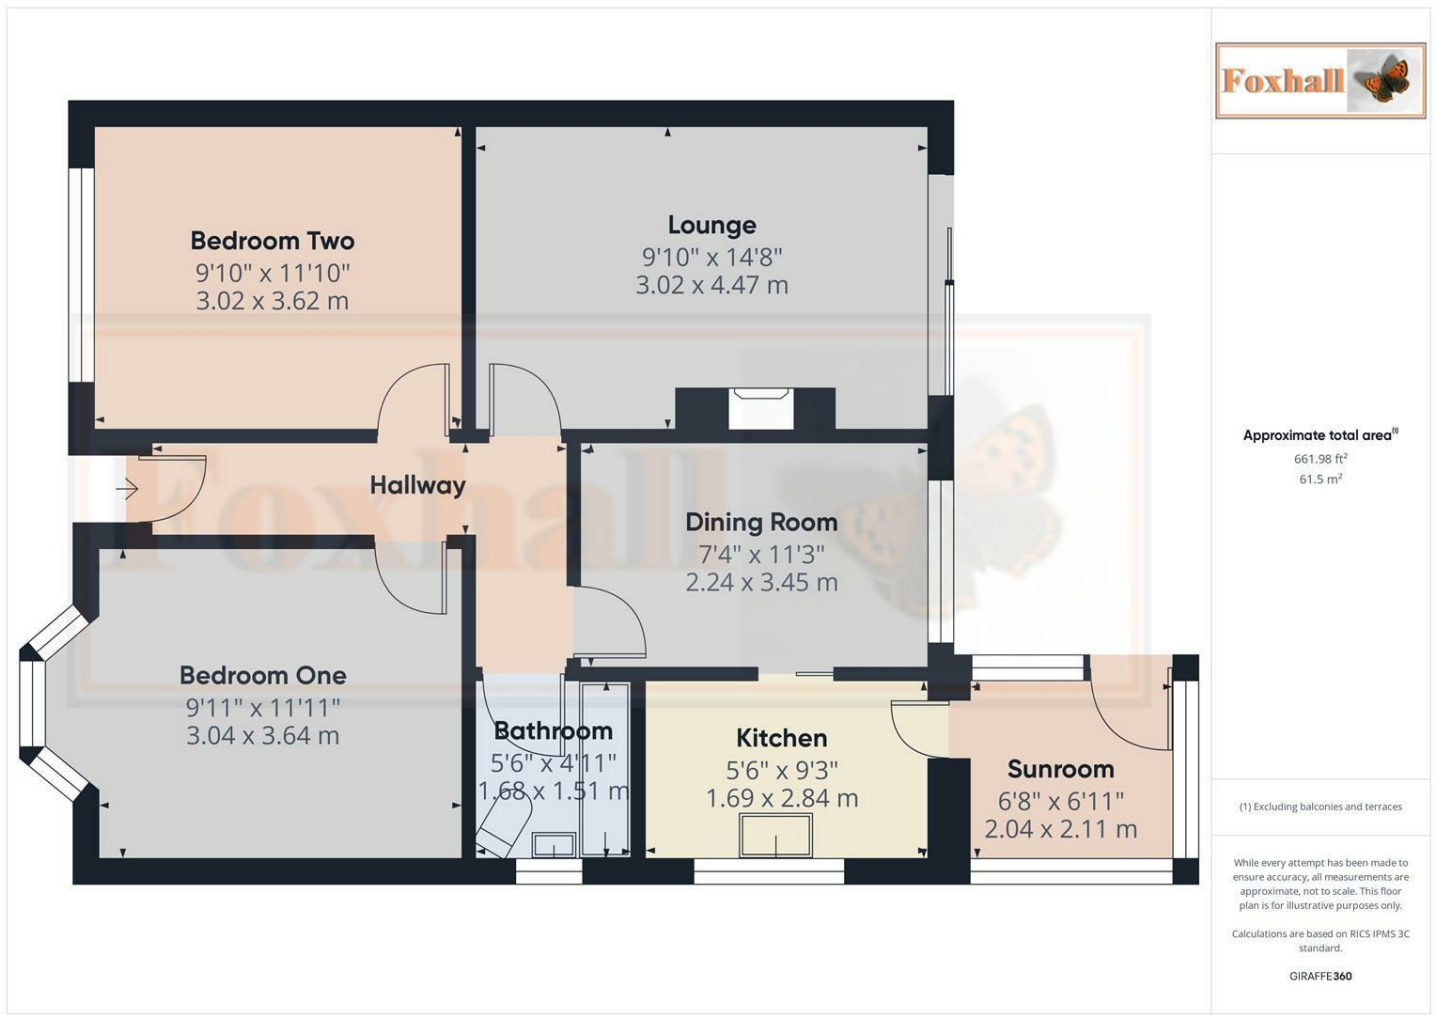 Foxhall
Bedroom Two
9'10" x 11'10"
3.02 x 3.62 m
Lounge
9'10" x 14'8"
3.02 x 4.47 m
Hallway
Dining Room
7'4" x 11'3"
2.24 x 3.45 m
Bedroom One
9'11" x 11'11"
3.04 x 3.64 m
Bathroom
5'6" x 4'11"
1.68 x 1.51 m
Kitchen
5'6" x 9'3"
1.69 x 2.84 m
Sunroom
6'8" x 6'11"
2.04 x 2.11 m
Foxhall
Approximate total area(1)
661.98 ft²
61.5 m²
(1) Excluding balconies and terraces
While every attempt has been made to
ensure accuracy, all measurements are
approximate, not to scale. This floor
plan is for illustrative purposes only.
Calculations are based on RICS IPMS 3C
standard.
GIRAFFE360